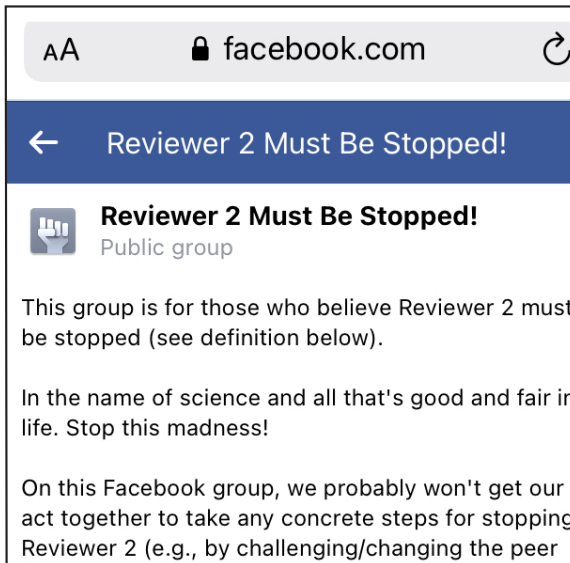 AA facebook.com
Reviewer 2 Must Be Stopped!
Reviewer 2 Must Be Stopped!
Public group
This group is for those who believe Reviewer 2 must
be stopped (see definition below).
In the name of science and all that's good and fair in
life. Stop this madness!
On this Facebook group, we probably won't get our
act together to take any concrete steps for stopping
Reviewer 2 (e.g., by challenging/changing the peer